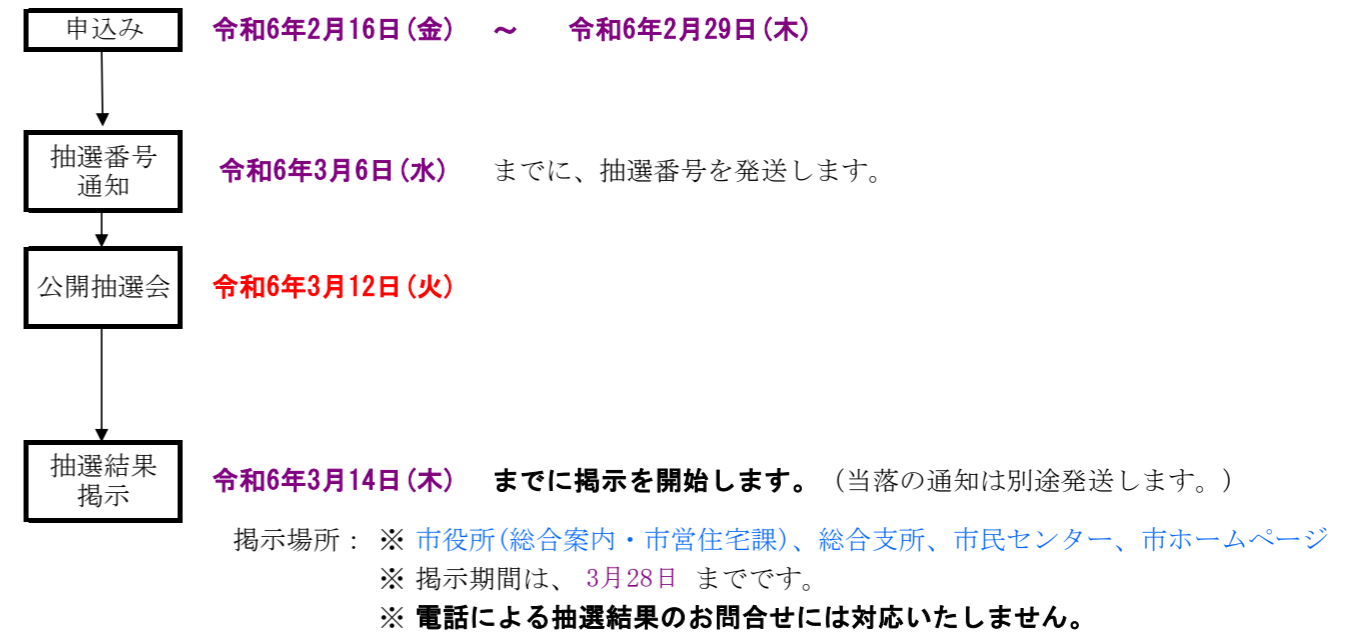 申込み 令和6年2月16日(金) ～ 令和6年2月29日(木)
抽選番号
通知
令和6年3月6日(水) までに、抽選番号を発送します。
公開抽選会 令和6年3月12日(火)
抽選結果
掲示
令和6年3月14日(木) までに掲示を開始します。（当落の通知は別途発送します。）
掲示場所： ※ 市役所(総合案内・市営住宅課)、総合支所、市民センター、市ホームページ
※ 掲示期間は、 3月28日 までです。
※ 電話による抽選結果のお問合せには対応いたしません。